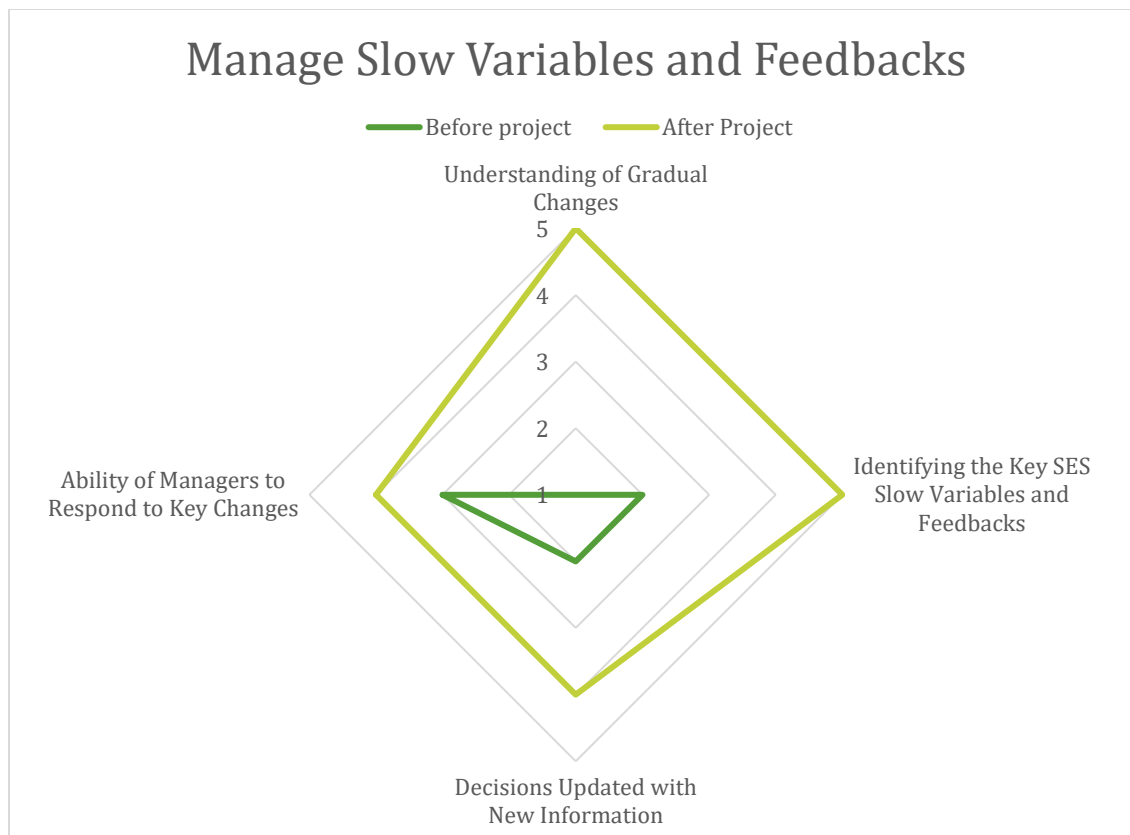 Manage Slow Variables and Feedbacks
Before project
After Project
Understanding of Gradual
Changes
5
4
3
2
1
Identifying the Key SES
Slow Variables and
Feedbacks
Ability of Managers to
Respond to Key Changes
Decisions Updated with
New Information